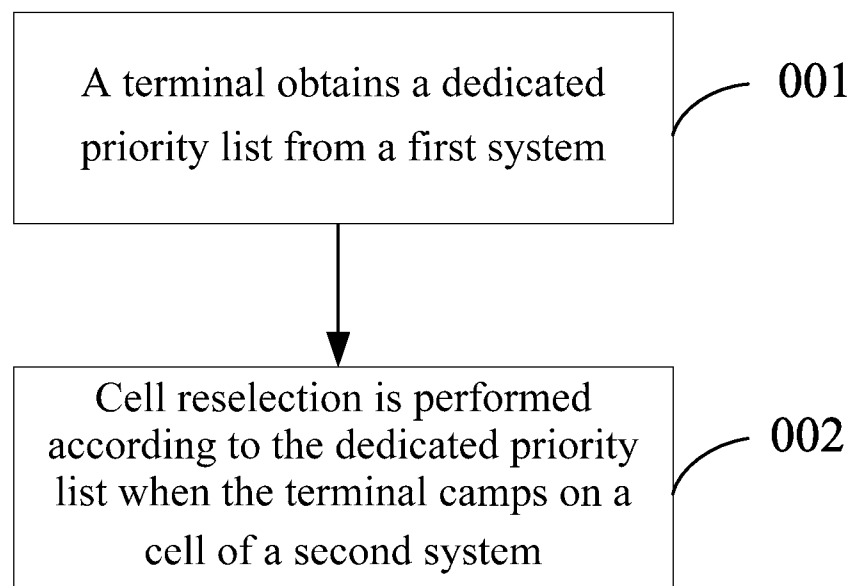 A terminal obtains a dedicated
priority list from a first system
001
Cell reselection is performed
according to the dedicated priority
list when the terminal camps on a
cell of a second system
002